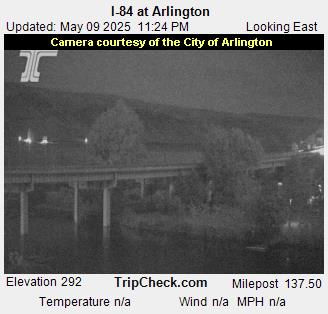 I-84 at Arlington
Updated: May 09 2025 11:24 PM Looking East
Camera courtesy of the City of Arlington
Elevation 292 TripCheck.com Milepost 137.50
Temperature n/a Wind n/a MPH n/a